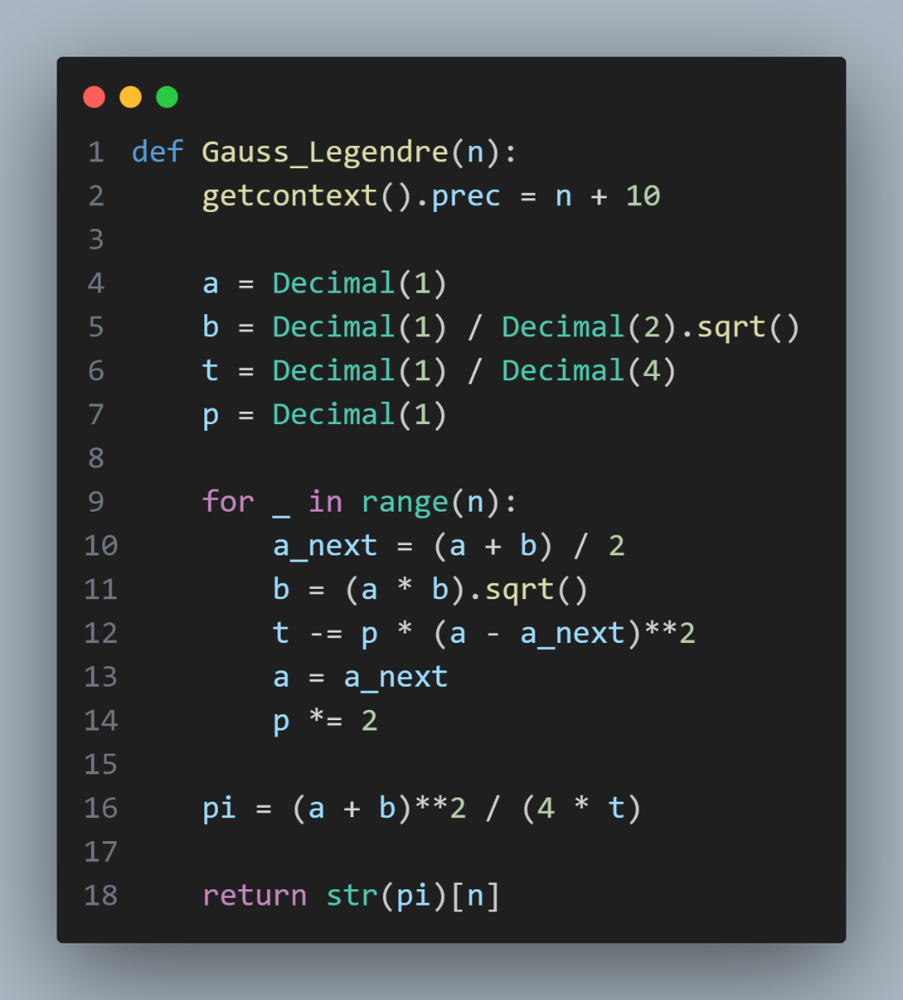 1 def Gauss_Legendre(n):
2     getcontext().prec = n + 10
3
4     a = Decimal(1)
5     b = Decimal(1) / Decimal(2).sqrt()
6     t = Decimal(1) / Decimal(4)
7     p = Decimal(1)
8
9     for _ in range(n):
10         a_next = (a + b) / 2
11         b = (a * b).sqrt()
12         t -= p * (a - a_next)**2
13         a = a_next
14         p *= 2
15
16     pi = (a + b)**2 / (4 * t)
17
18     return str(pi)[n]